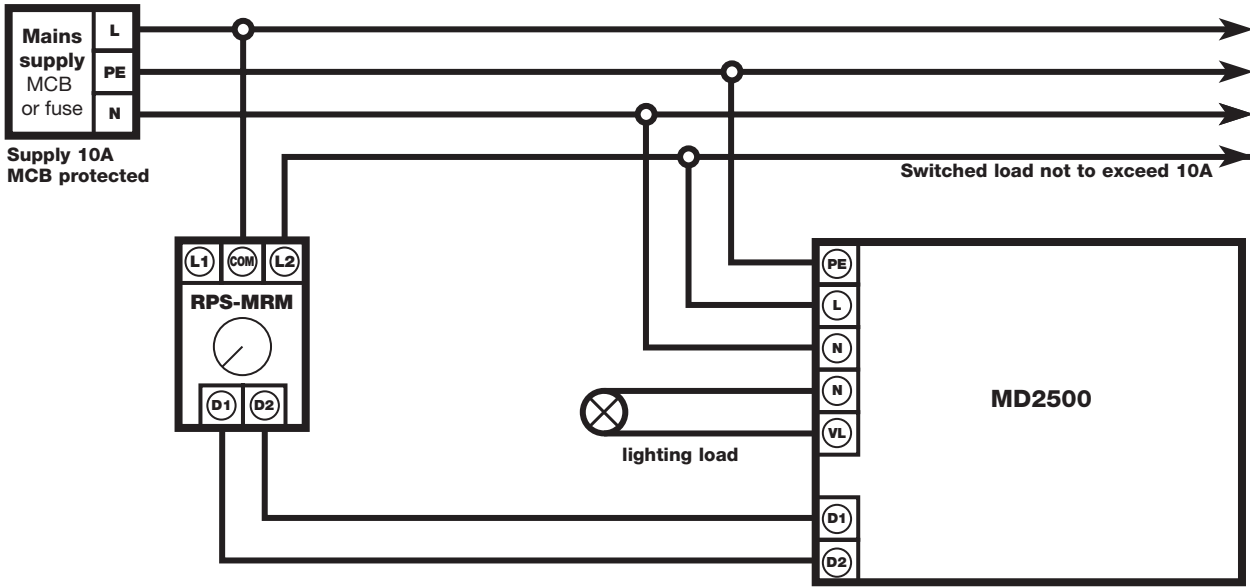 Mains
supply
MCB
or fuse
L
PE
N
Supply 10A
MCB protected
Switched load not to exceed 10A
L1
COM
L2
RPS-MRM
D1
D2
PE
L
N
N
VL
lighting load
MD2500
D1
D2